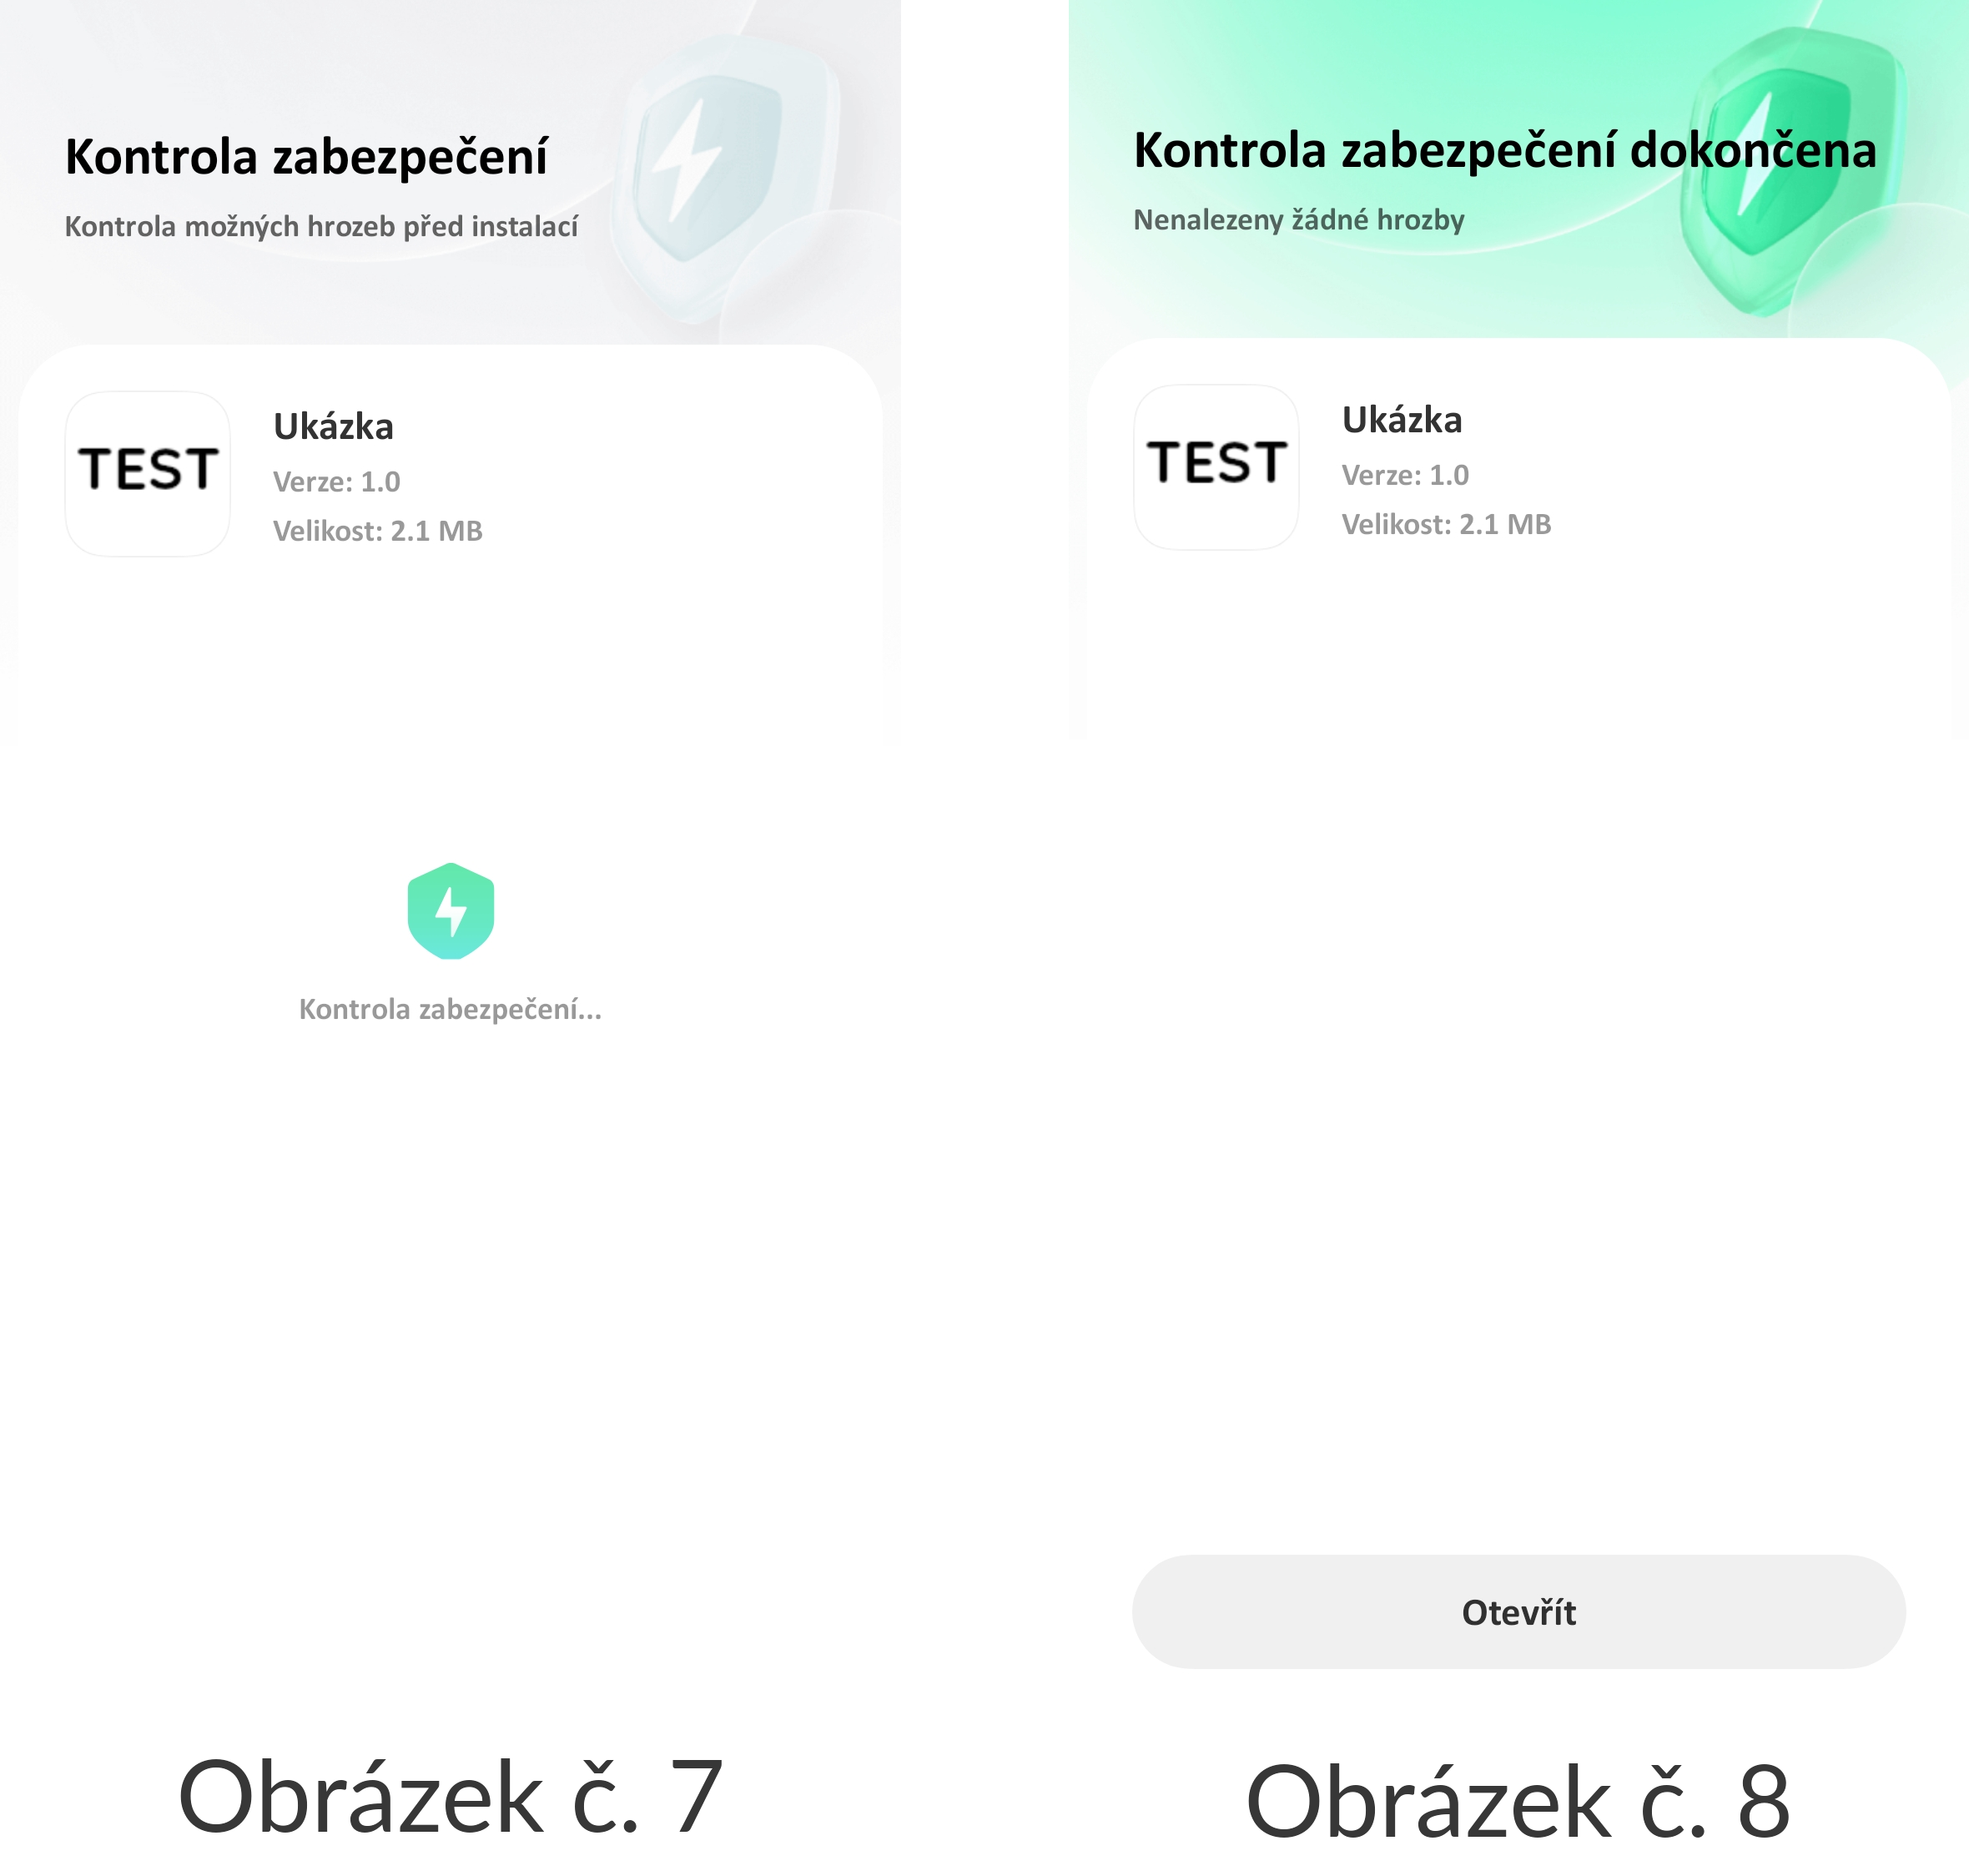 Kontrola zabezpečení
Kontrola možných hrozeb před instalací
TEST
Ukázka
Verze: 1.0
Velikost: 2.1 MB
Kontrola zabezpečení...
Obrázek č. 7
Kontrola zabezpečení dokončena
Nenalezeny žádné hrozby
TEST
Ukázka
Verze: 1.0
Velikost: 2.1 MB
Otevřít
Obrázek č. 8